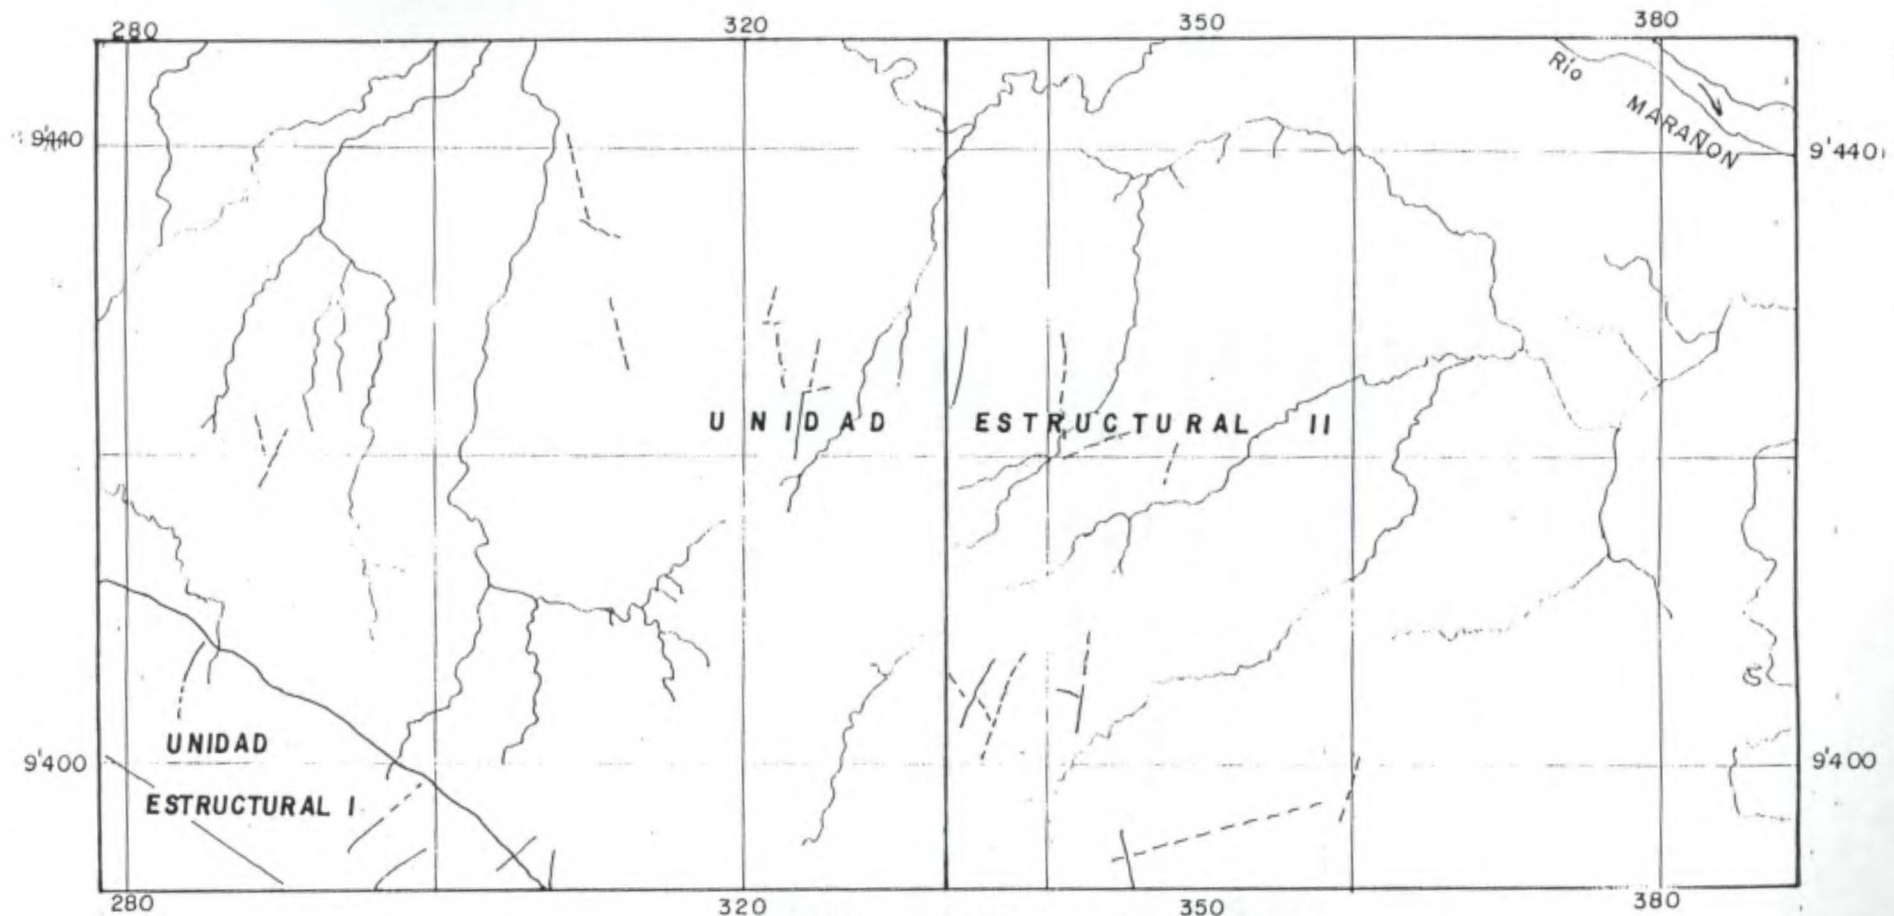 280 320 350 380
Río
MARAÑON
9'440 9'440
UNIDAD ESTRUCTURAL II
UNIDAD
9'400 9'400
ESTRUCTURAL I
280 320 350 380